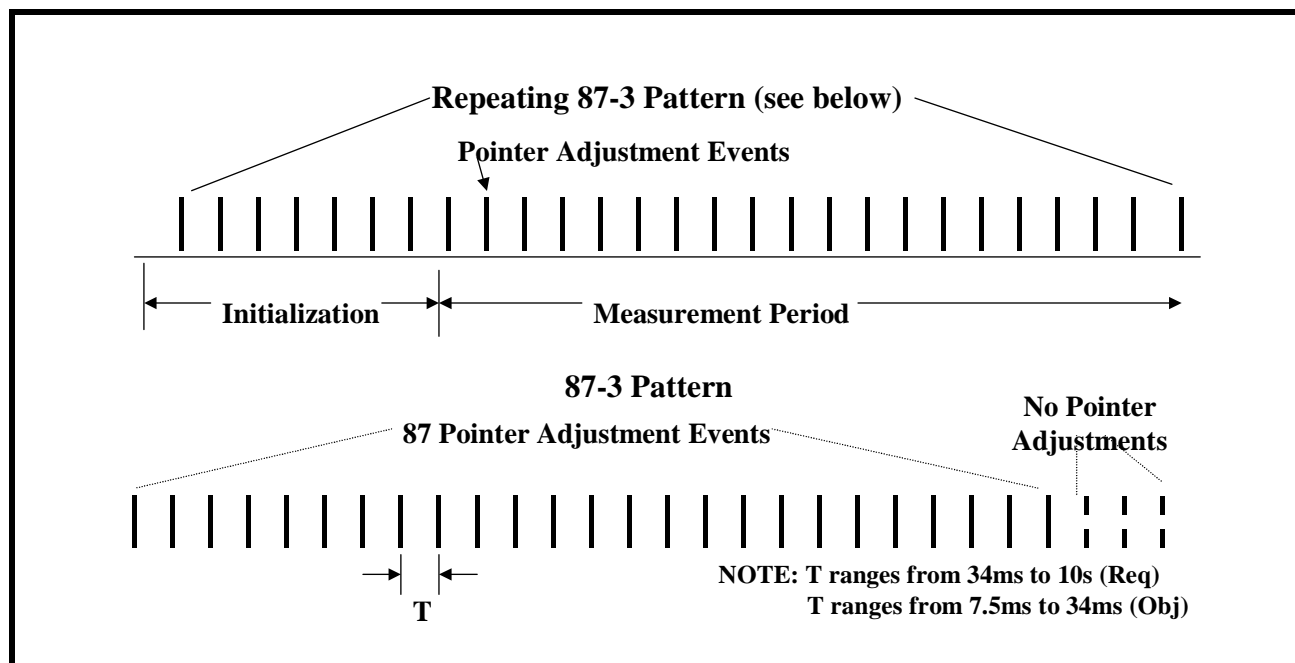 Repeating 87-3 Pattern (see below)
Pointer Adjustment Events
Initialization
Measurement Period
87-3 Pattern
87 Pointer Adjustment Events
No Pointer
Adjustments
T
NOTE: T ranges from 34ms to 10s (Req)
T ranges from 7.5ms to 34ms (Obj)